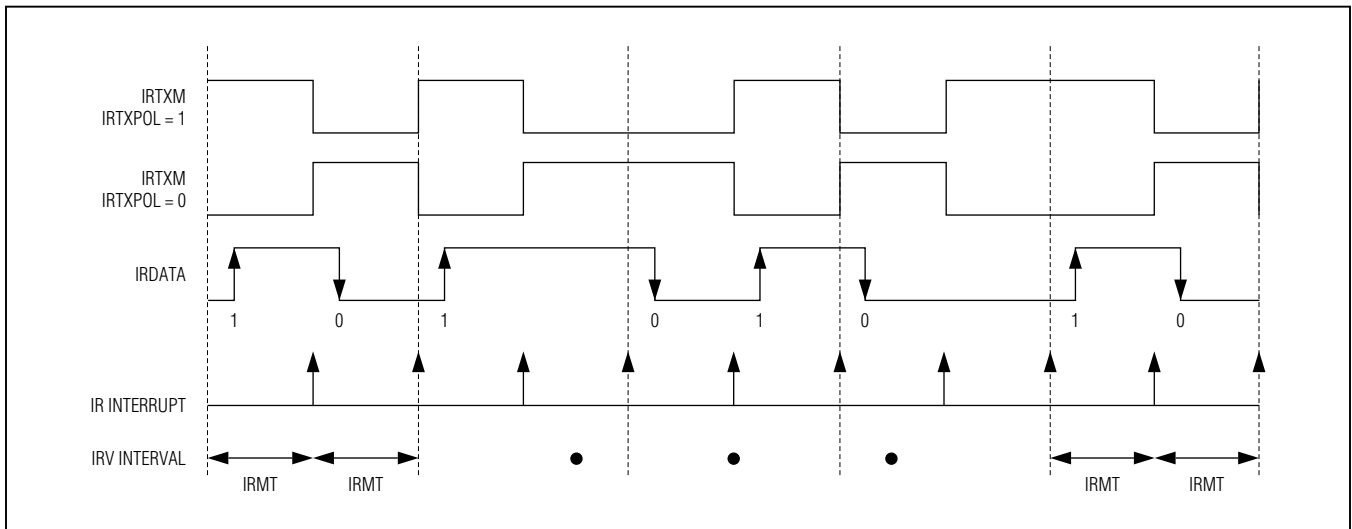 IRTXM
IRTXPOL = 1
IRTXM
IRTXPOL = 0
IRDATA
1 0 1 0 1 0 1 0
IR INTERRUPT
IRV INTERVAL
IRMT IRMT IRMT IRMT